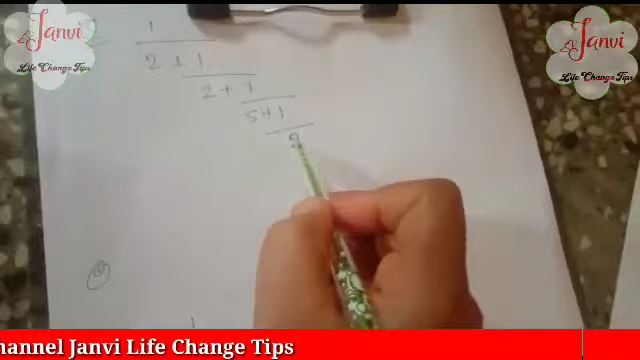 Janvi
Life Change Tips
Janvi
Life Change Tips
1
2 + 1
2 + 1
5 + 1
1
hannel Janvi Life Change Tips